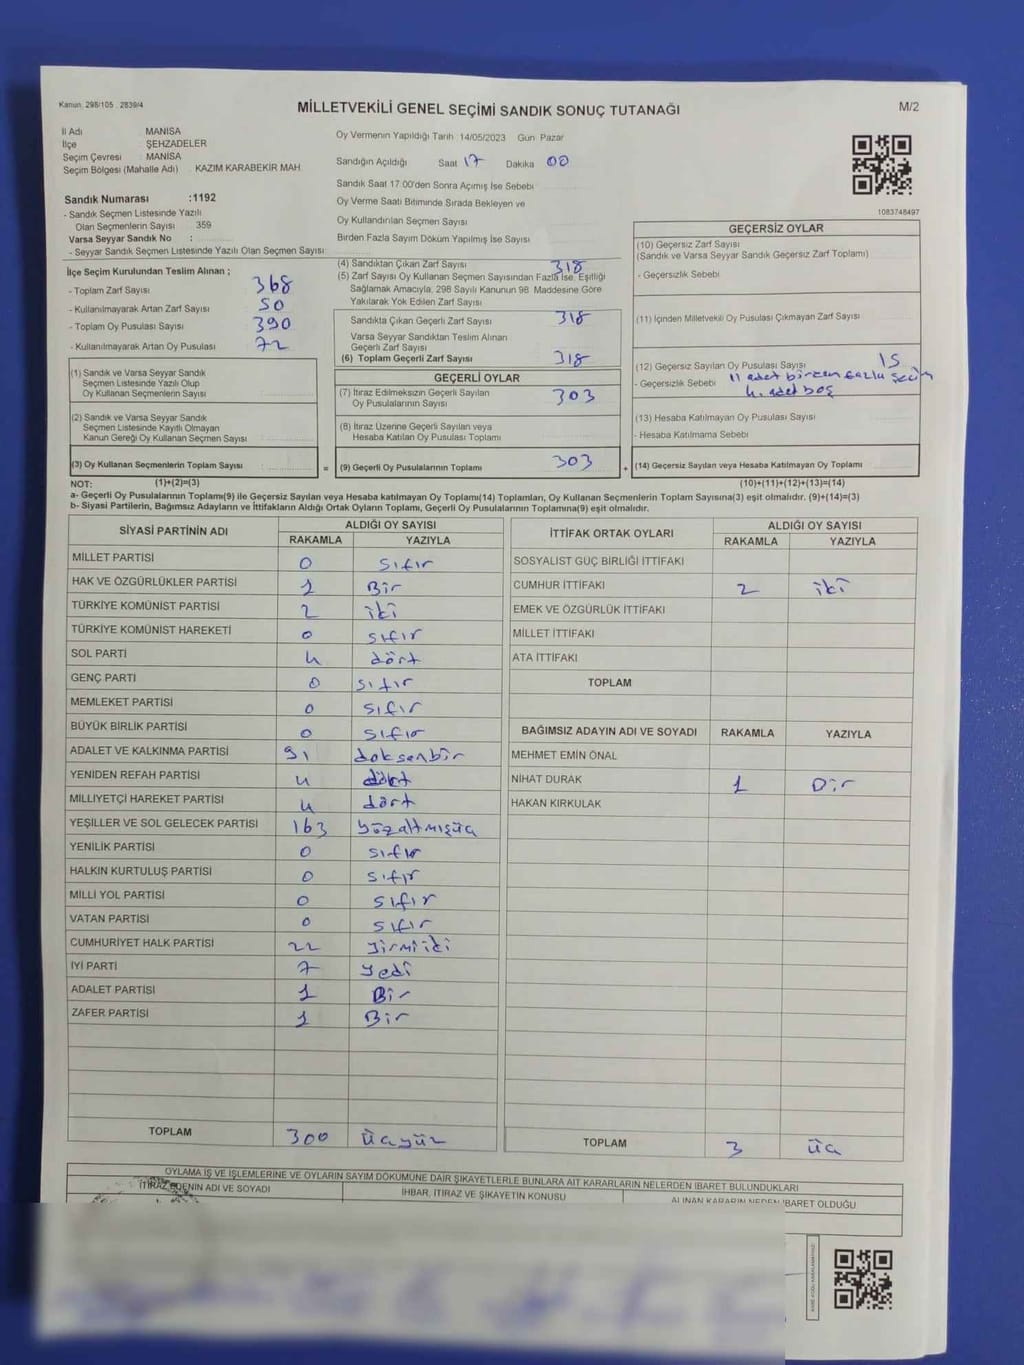 Kanun 298/105 2839/4
MİLLETVEKİLİ GENEL SEÇİMİ SANDIK SONUÇ TUTANAĞI
M/2
İl Adı MANİSA
İlçe ŞEHZADELER
Seçim Çevresi MANİSA
Seçim Bölgesi (Mahalle Adı) KAZIM KARABEKİR MAH
Sandık Numarası :1192
- Sandık Seçmen Listesinde Yazılı
Olan Seçmenlerin Sayısı : 359
Varsa Seyyar Sandık No :
- Seyyar Sandık Seçmen Listesinde Yazılı Olan Seçmen Sayısı:
İlçe Seçim Kurulundan Teslim Alınan ;
- Toplam Zarf Sayısı 368
- Kullanılmayarak Artan Zarf Sayısı 50
- Toplam Oy Pusulası Sayısı 390
- Kullanılmayarak Artan Oy Pusulası 72
(1) Sandık ve Varsa Seyyar Sandık
Seçmen Listesinde Yazılı Olup
Oy Kullanan Seçmenlerin Sayısı
(2) Sandık ve Varsa Seyyar Sandık
Seçmen Listesinde Kayıtlı Olmayan
Kanun Gereği Oy Kullanan Seçmen Sayısı
(3) Oy Kullanan Seçmenlerin Toplam Sayısı
Oy Vermenin Yapıldığı Tarih 14/05/2023 Gün Pazar
Sandığın Açıldığı Saat 17 Dakika 00
Sandık Saat 17:00'den Sonra Açımış İse Sebebi
Oy Verme Saati Bitiminde Sırada Bekleyen ve
Oy Kullandırılan Seçmen Sayısı
Birden Fazla Sayım Döküm Yapılmış İse Sayısı
(4) Sandıktan Çıkan Zarf Sayısı 318
(5) Zarf Sayısı Oy Kullanan Seçmen Sayısından Fazla İse, Eşitliği
Sağlamak Amacıyla, 298 Sayılı Kanunun 98 Maddesine Göre
Yakılarak Yok Edilen Zarf Sayısı
Sandıkta Çıkan Geçerli Zarf Sayısı 318
Varsa Seyyar Sandıktan Teslim Alınan
Geçerli Zarf Sayısı
(6) Toplam Geçerli Zarf Sayısı 318
GEÇERLİ OYLAR
(7) İtiraz Edilmeksizin Geçerli Sayılan
Oy Pusulalarının Sayısı 303
(8) İtiraz Üzerine Geçerli Sayılan veya
Hesaba Katılan Oy Pusulası Toplamı
= (9) Geçerli Oy Pusulalarının Toplamı 303 +
1083748497
GEÇERSİZ OYLAR
(10) Geçersiz Zarf Sayısı
(Sandık ve Varsa Seyyar Sandık Geçersiz Zarf Toplamı)
- Geçersizlik Sebebi
(11) İçinden Milletvekili Oy Pusulası Çıkmayan Zarf Sayısı
(12) Geçersiz Sayılan Oy Pusulası Sayısı 15
- Geçersizlik Sebebi 11 adet birden fazla seçim
4. adet boş
(13) Hesaba Katılmayan Oy Pusulası Sayısı
- Hesaba Katılmama Sebebi
(14) Geçersiz Sayılan veya Hesaba Katılmayan Oy Toplamı
NOT: (1)+(2)=(3) (10)+(11)+(12)+(13)=(14)
a- Geçerli Oy Pusulalarının Toplamı(9) ile Geçersiz Sayılan veya Hesaba katılmayan Oy Toplamı(14) Toplamları, Oy Kullanan Seçmenlerin Toplam Sayısına(3) eşit olmalıdır. (9)+(14)=(3)
b- Siyasi Partilerin, Bağımsız Adayların ve İttifakların Aldığı Ortak Oyların Toplamı, Geçerli Oy Pusulalarının Toplamına(9) eşit olmalıdır.
SİYASİ PARTİNİN ADI ALDIĞI OY SAYISI
RAKAMLA YAZIYLA
MİLLET PARTİSİ 0 sıfır
HAK VE ÖZGÜRLÜKLER PARTİSİ 1 Bir
TÜRKİYE KOMÜNİST PARTİSİ 2 iki
TÜRKİYE KOMÜNİST HAREKETİ 0 sıfır
SOL PARTİ 4 dört
GENÇ PARTİ 0 sıfır
MEMLEKET PARTİSİ 0 sıfır
BÜYÜK BİRLİK PARTİSİ 0 sıfır
ADALET VE KALKINMA PARTİSİ 91 doksanbir
YENİDEN REFAH PARTİSİ 4 dört
MİLLİYETÇİ HAREKET PARTİSİ 4 dört
YEŞİLLER VE SOL GELECEK PARTİSİ 163 yüzaltmışüç
YENİLİK PARTİSİ 0 sıfır
HALKIN KURTULUŞ PARTİSİ 0 sıfır
MİLLİ YOL PARTİSİ 0 sıfır
VATAN PARTİSİ 0 sıfır
CUMHURİYET HALK PARTİSİ 22 yirmiiki
İYİ PARTİ 7 yedi
ADALET PARTİSİ 1 Bir
ZAFER PARTİSİ 1 Bir
TOPLAM 300 üçyüz
İTTİFAK ORTAK OYLARI ALDIĞI OY SAYISI
RAKAMLA YAZIYLA
SOSYALİST GÜÇ BİRLİĞİ İTTİFAKI
CUMHUR İTTİFAKI 2 iki
EMEK VE ÖZGÜRLÜK İTTİFAKI
MİLLET İTTİFAKI
ATA İTTİFAKI
TOPLAM
BAĞIMSIZ ADAYIN ADI VE SOYADI RAKAMLA YAZIYLA
MEHMET EMİN ÖNAL
NİHAT DURAK 1 Bir
HAKAN KIRKULAK
TOPLAM 3 üç
OYLAMA İŞ VE İŞLEMLERİNE VE OYLARIN SAYIM DÖKÜMÜNE DAİR ŞİKAYETLERLE BUNLARA AİT KARARLARIN NELERDEN İBARET BULUNDUKLARI
İTİRAZ EDENİN ADI VE SOYADI İHBAR, İTİRAZ VE ŞİKAYETİN KONUSU ALINAN KARARIN NEDEN İBARET OLDUĞU